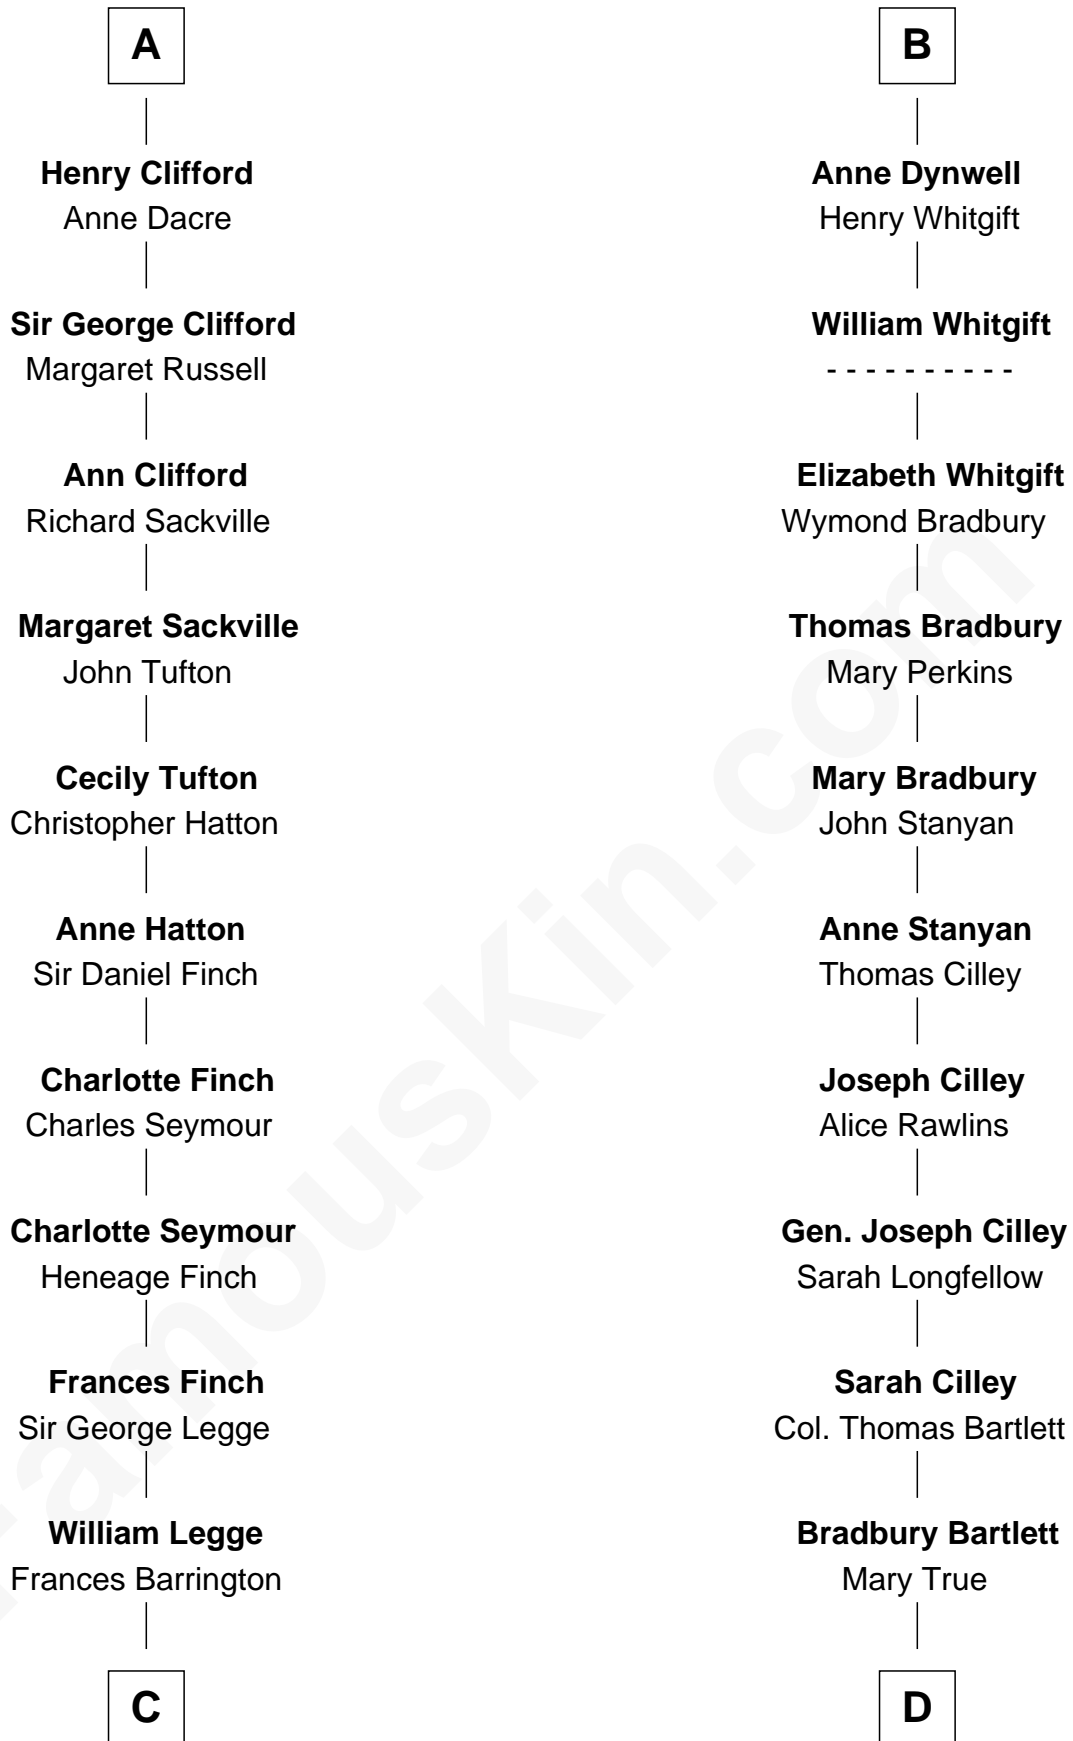 A
Henry Clifford
Anne Dacre
Sir George Clifford
Margaret Russell
Ann Clifford
Richard Sackville
Margaret Sackville
John Tufton
Cecily Tufton
Christopher Hatton
Anne Hatton
Sir Daniel Finch
Charlotte Finch
Charles Seymour
Charlotte Seymour
Heneage Finch
Frances Finch
Sir George Legge
William Legge
Frances Barrington
C
B
Anne Dynwell
Henry Whitgift
William Whitgift
- - - - - - - - - -
Elizabeth Whitgift
Wymond Bradbury
Thomas Bradbury
Mary Perkins
Mary Bradbury
John Stanyan
Anne Stanyan
Thomas Cilley
Joseph Cilley
Alice Rawlins
Gen. Joseph Cilley
Sarah Longfellow
Sarah Cilley
Col. Thomas Bartlett
Bradbury Bartlett
Mary True
D
FamousKin.com